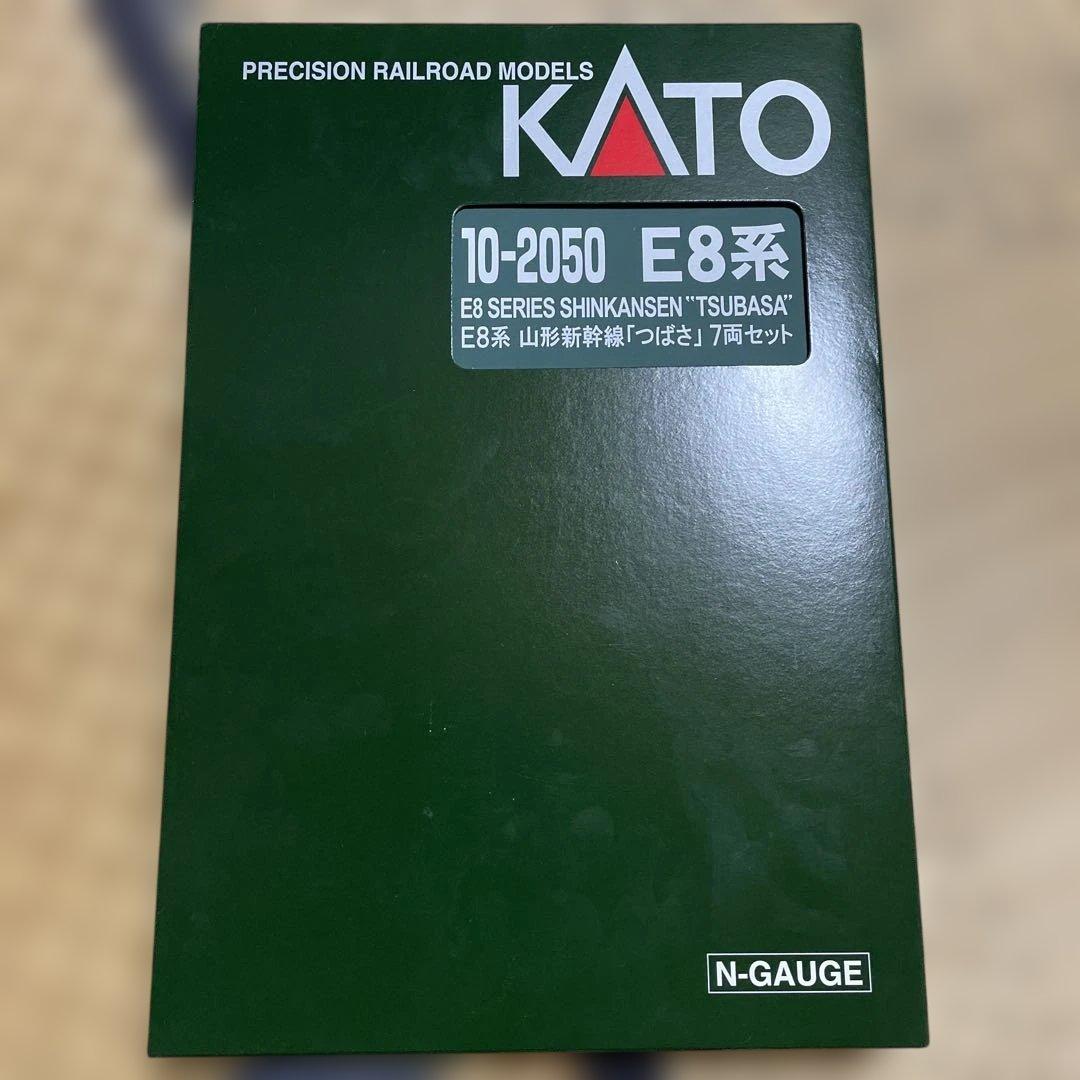 PRECISION RAILROAD MODELS
KATO
10-2050 E8系
E8 SERIES SHINKANSEN "TSUBASA"
E8系 山形新幹線「つばさ」 7両セット
N-GAUGE